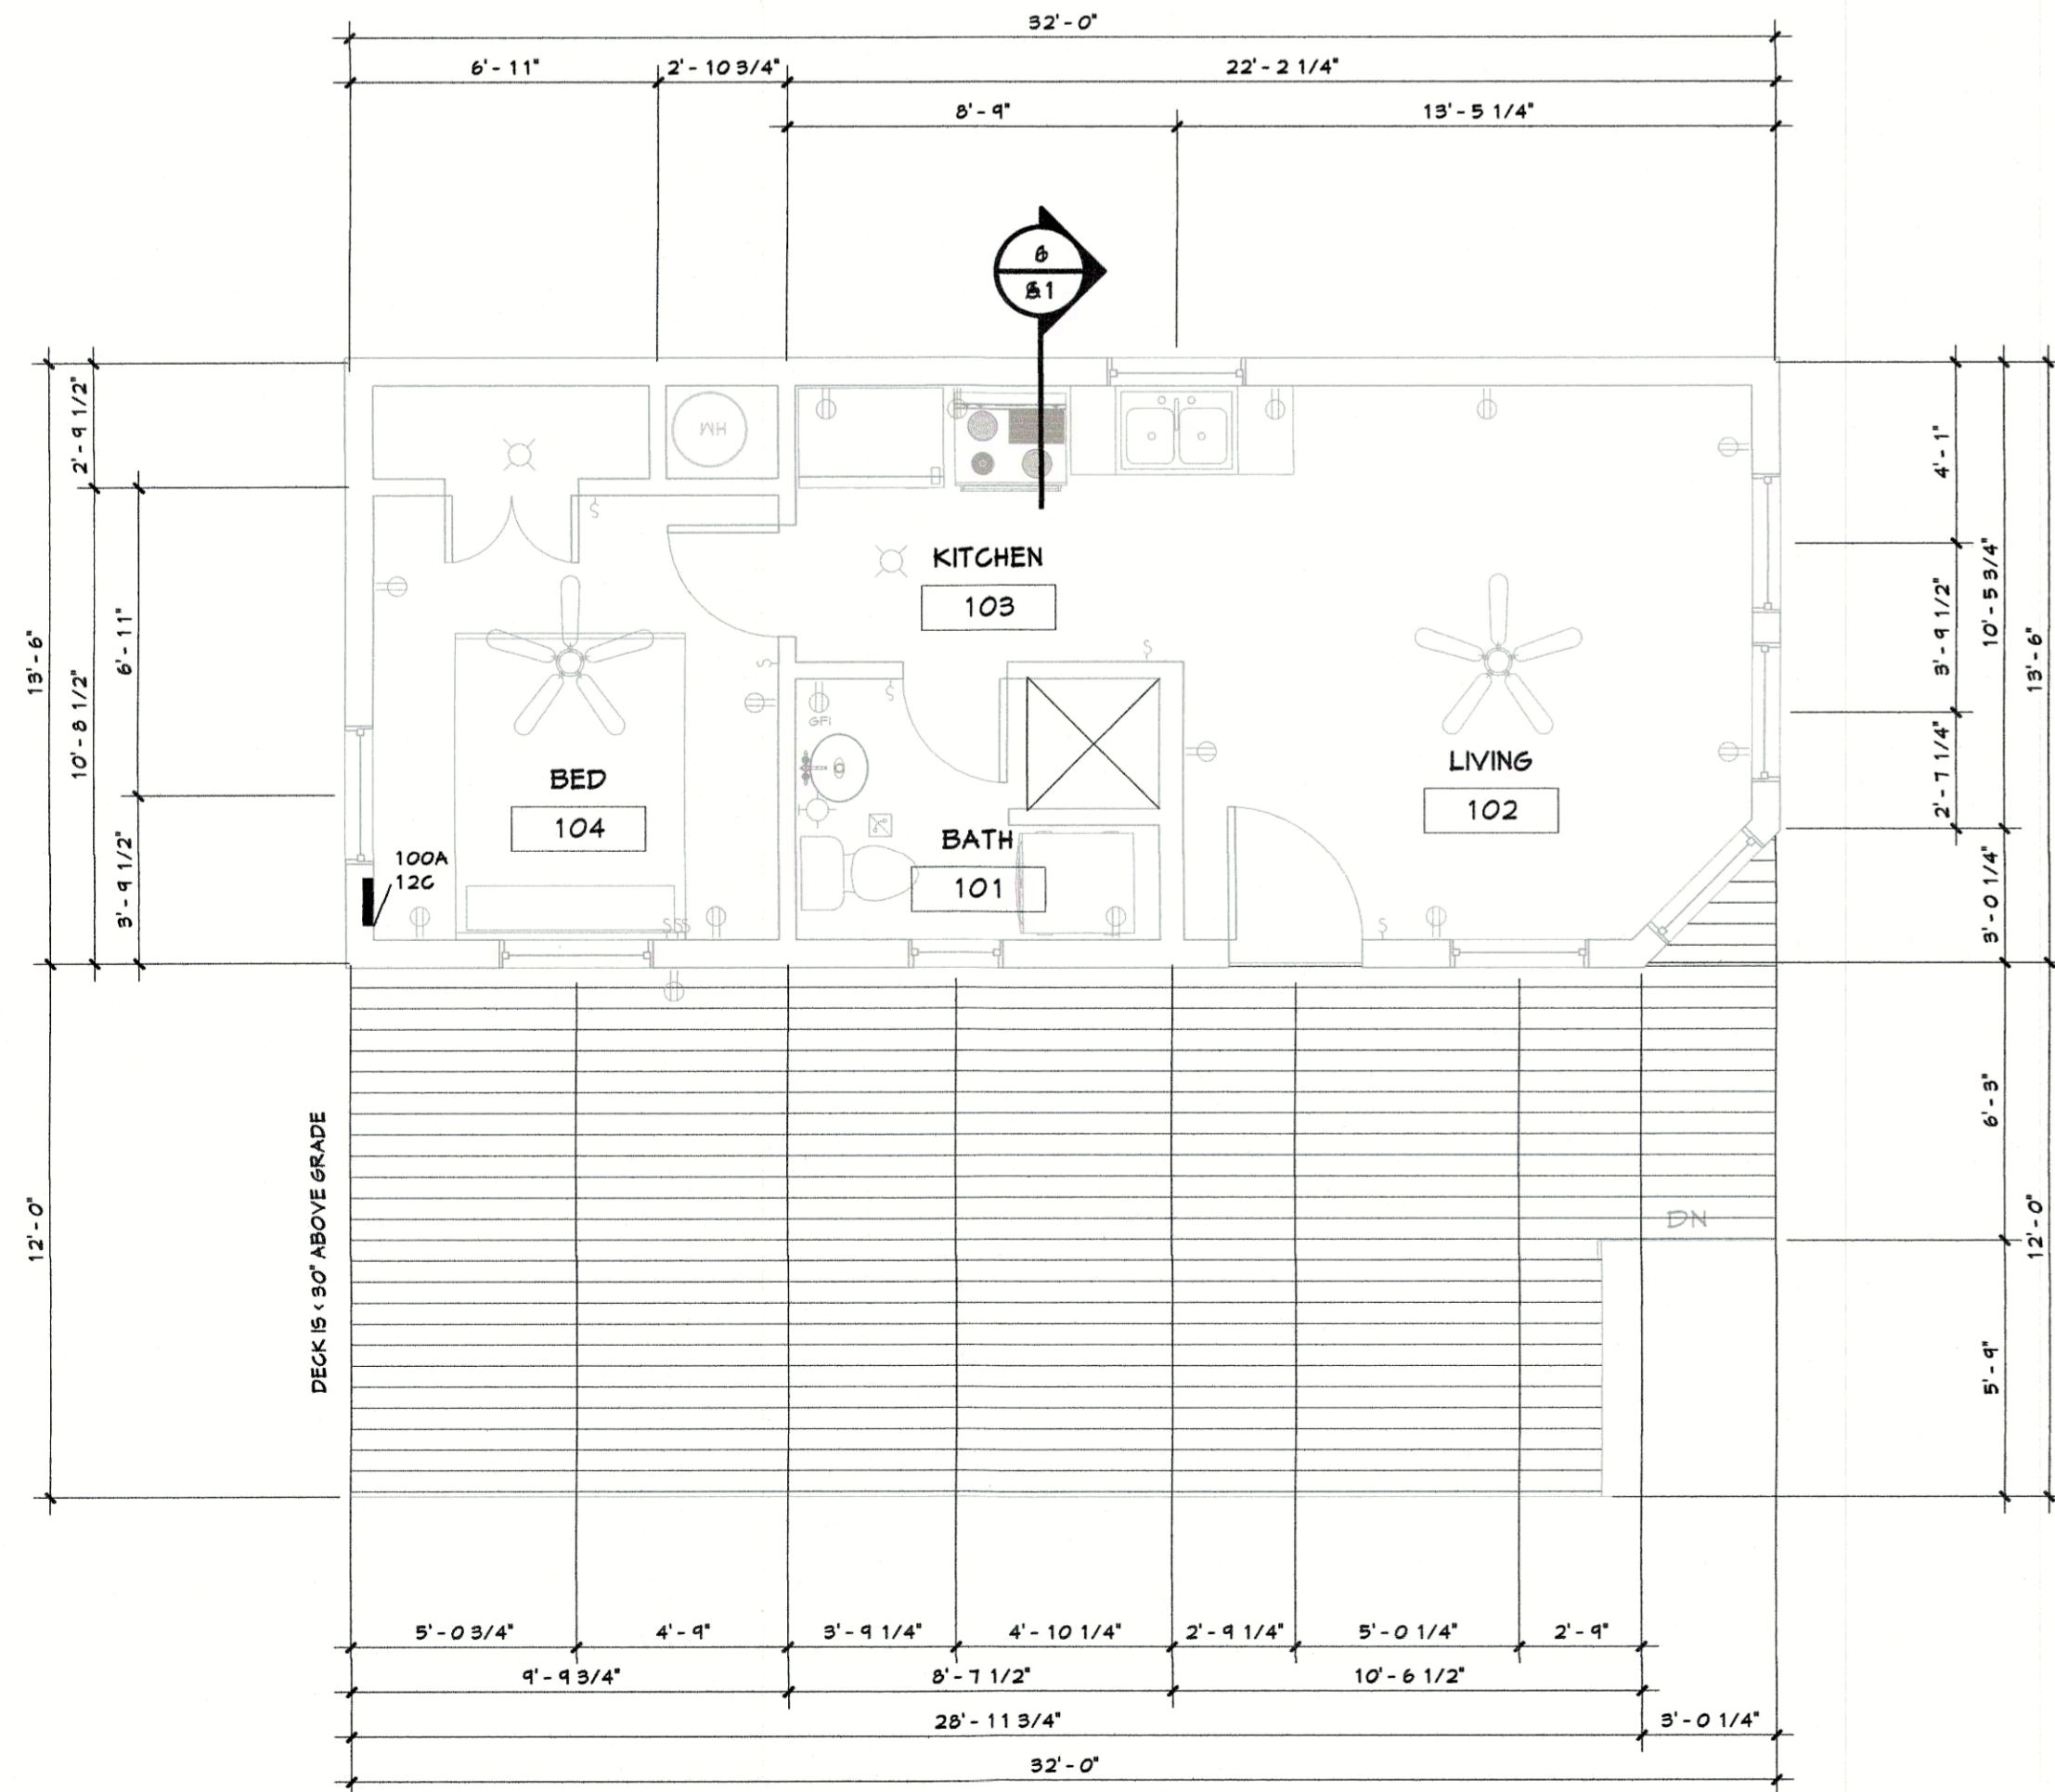 32'-0"
6'-11"
2'-10 3/4"
22'-2 1/4"
8'-9"
13'-5 1/4"
6
2'-9 1/2"
4'-1"
WH
KITCHEN
103
13'-6"
10'-8 1/2"
6'-11"
3'-9 1/2"
10'-5 3/4"
13'-6"
S
S
S
S
GFI
BED
104
LIVING
102
2'-7 1/4"
BATH
101
100A
12C
3'-9 1/2"
SSS
S
3'-0 1/4"
DECK IS < 30" ABOVE GRADE
12'-0"
6'-3"
DN
12'-0"
5'-9"
5'-0 3/4"
4'-9"
3'-9 1/4"
4'-10 1/4"
2'-9 1/4"
5'-0 1/4"
2'-9"
9'-9 3/4"
8'-7 1/2"
10'-6 1/2"
28'-11 3/4"
3'-0 1/4"
32'-0"